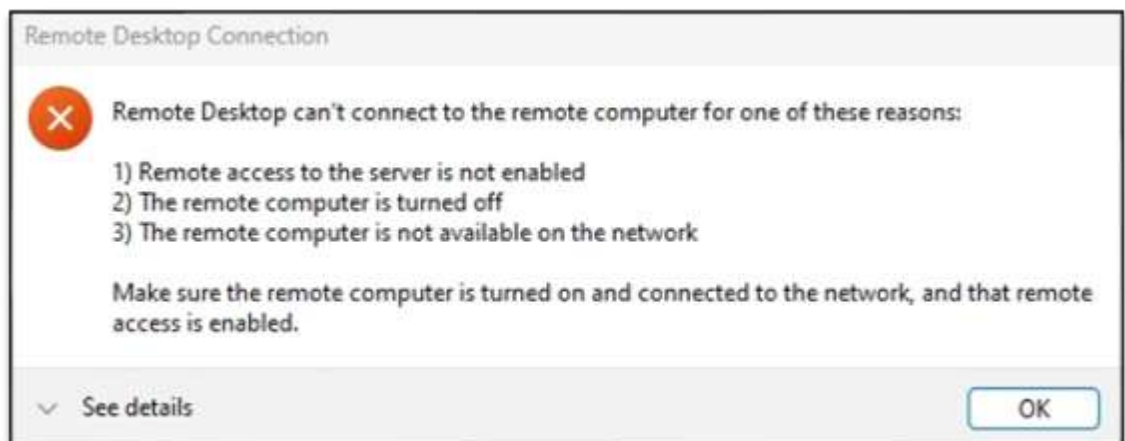 Remote Desktop Connection
Remote Desktop can't connect to the remote computer for one of these reasons:
1) Remote access to the server is not enabled
2) The remote computer is turned off
3) The remote computer is not available on the network
Make sure the remote computer is turned on and connected to the network, and that remote
access is enabled.
See details
OK